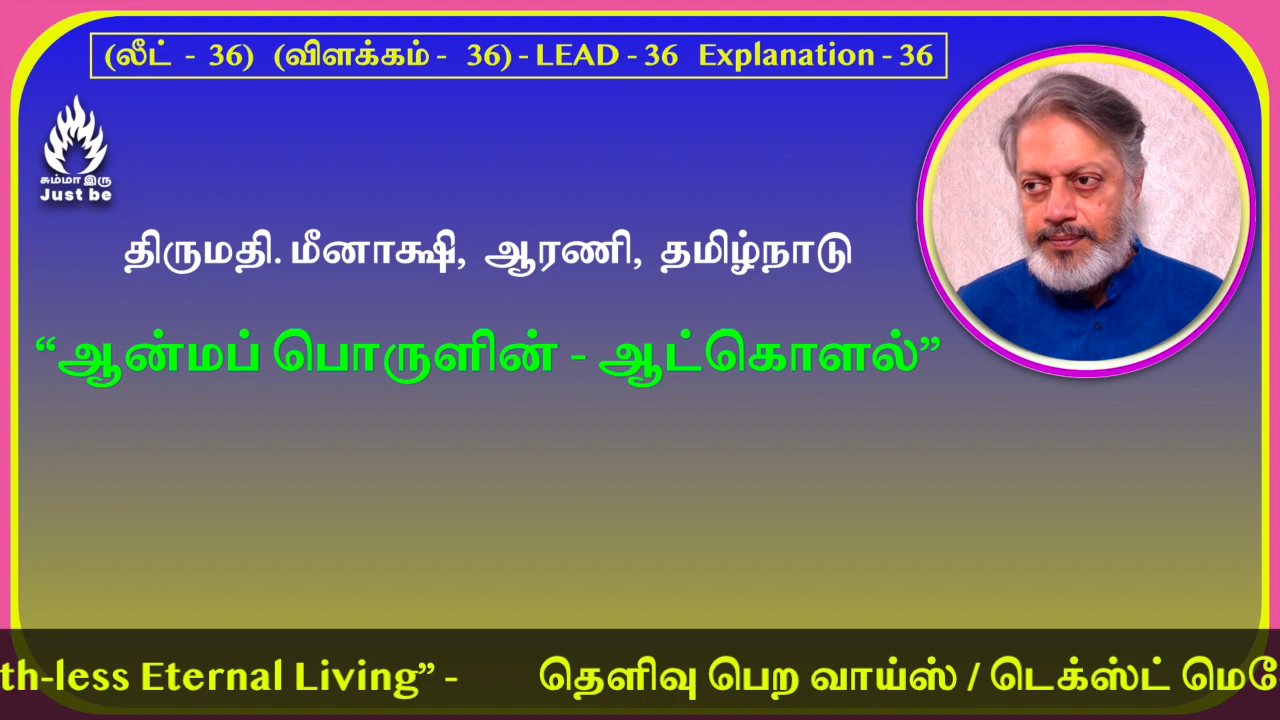 (லீட் - 36) (விளக்கம் - 36) - LEAD - 36 Explanation - 36
சும்மா இரு
Just be
திருமதி. மீனாக்ஷி, ஆரணி, தமிழ்நாடு
“ஆன்மப் பொருளின் - ஆட்கொளல்”
th-less Eternal Living” - தெளிவு பெற வாய்ஸ் / டெக்ஸ்ட்